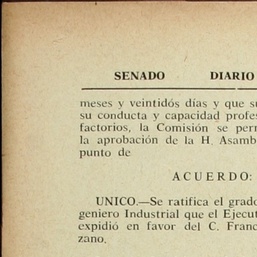 SENADO DIARIO
meses y veintidós días y que s
su conducta y capacidad profes
factorios, la Comisión se perm
la aprobación de la H. Asamb
punto de
ACUERDO:
UNICO.—Se ratifica el grado
geniero Industrial que el Ejecut
expidió en favor del C. Franc
zano.